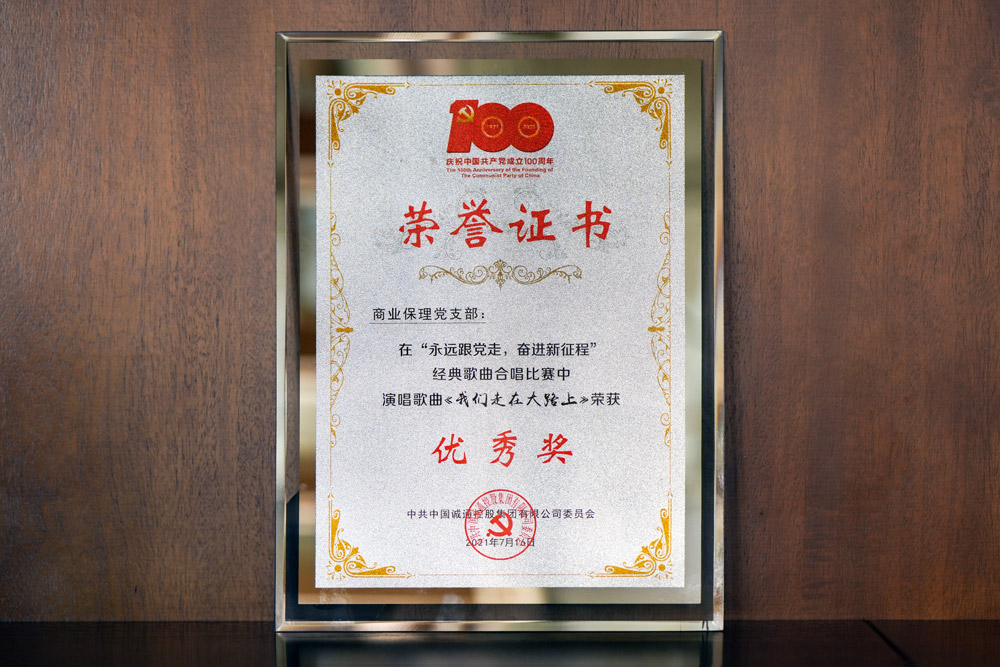 100
1921
2021
庆祝中国共产党成立100周年
The 100th Anniversary of the Founding of
The Communist Party of China
荣誉证书
商业保理党支部：
在“永远跟党走，奋进新征程”
经典歌曲合唱比赛中
演唱歌曲《我们走在大路上》荣获
优秀奖
中共中国诚通控股集团有限公司委员会
2021年7月16日